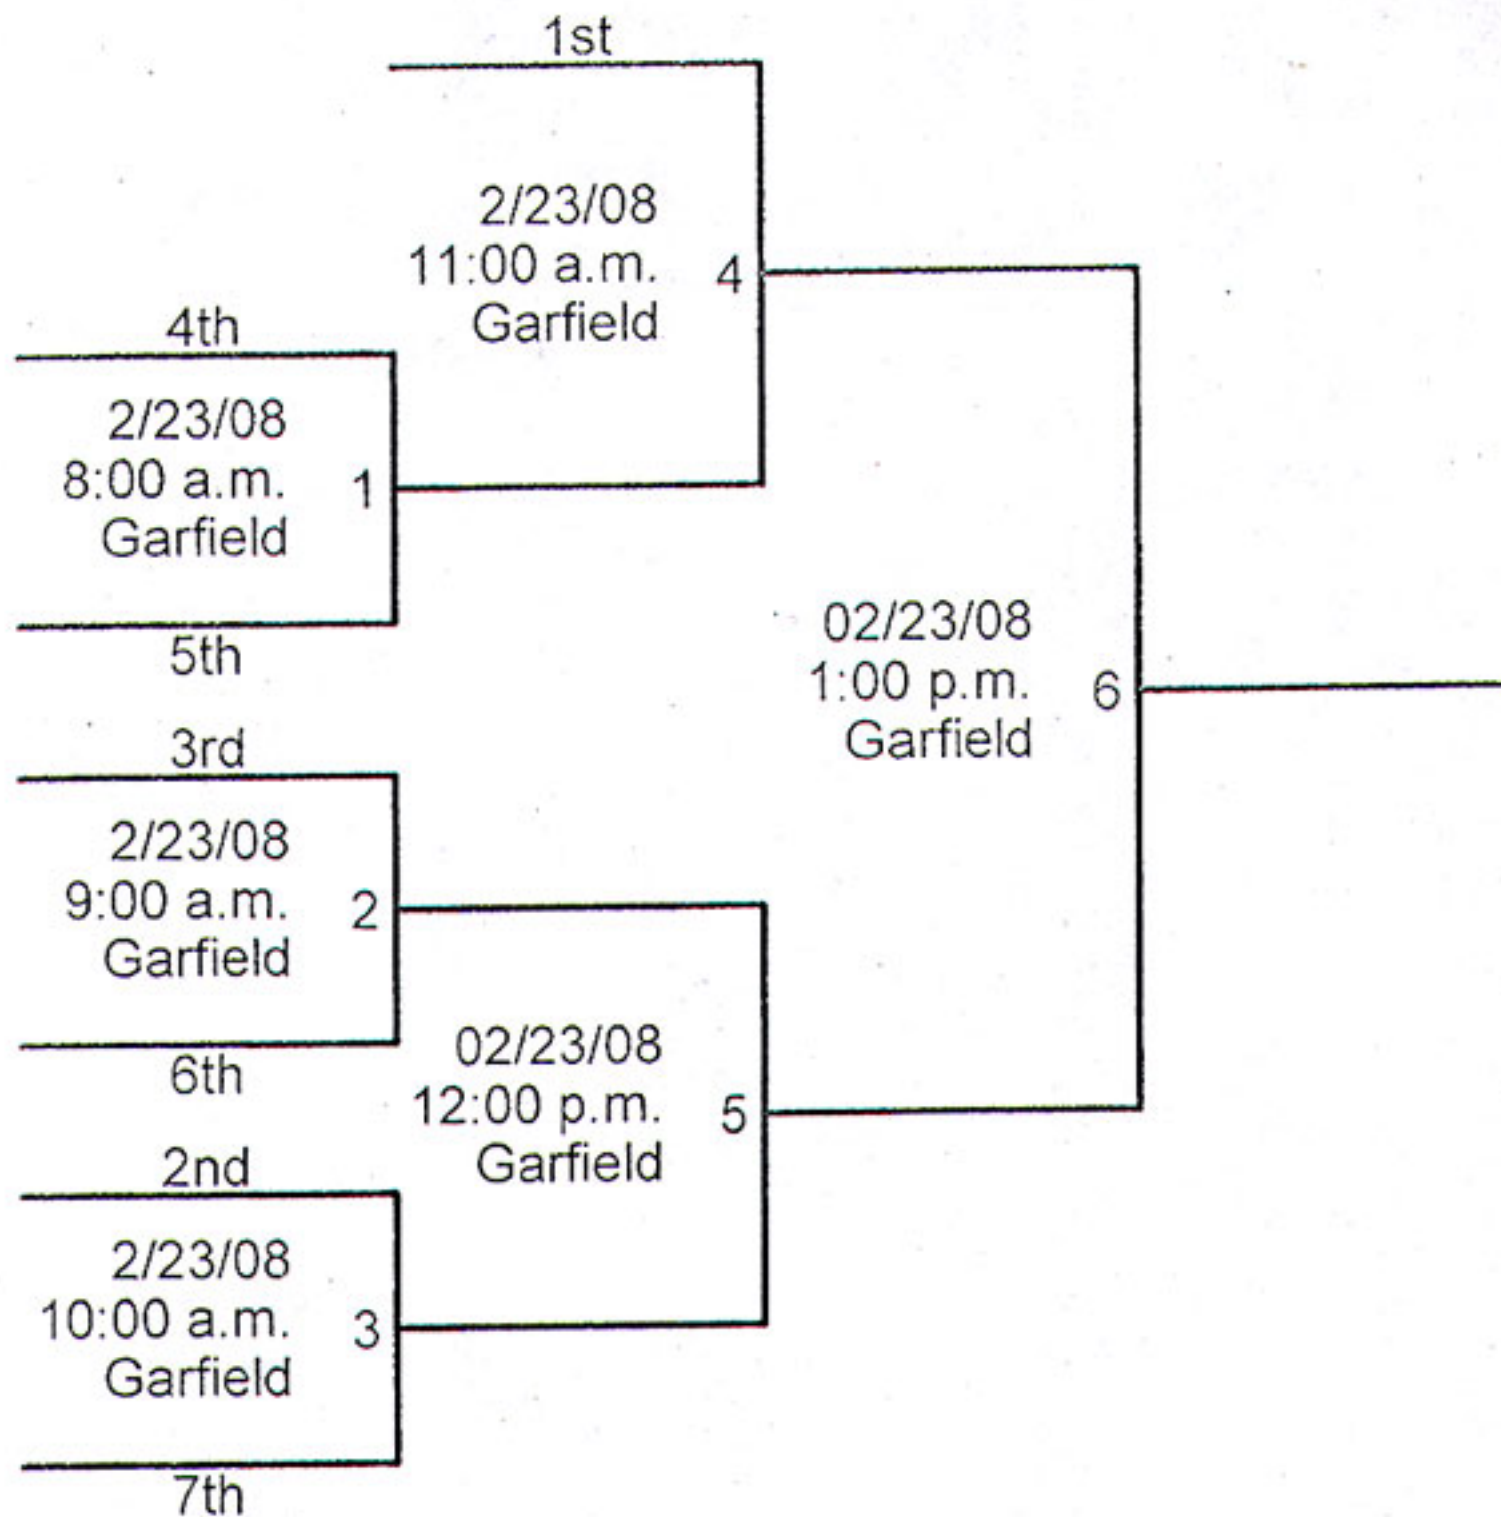 1st
2/23/08
11:00 a.m.
Garfield
4
4th
2/23/08
8:00 a.m.
Garfield
1
5th
02/23/08
1:00 p.m.
Garfield
6
3rd
2/23/08
9:00 a.m.
Garfield
2
6th
02/23/08
12:00 p.m.
Garfield
5
2nd
2/23/08
10:00 a.m.
Garfield
3
7th